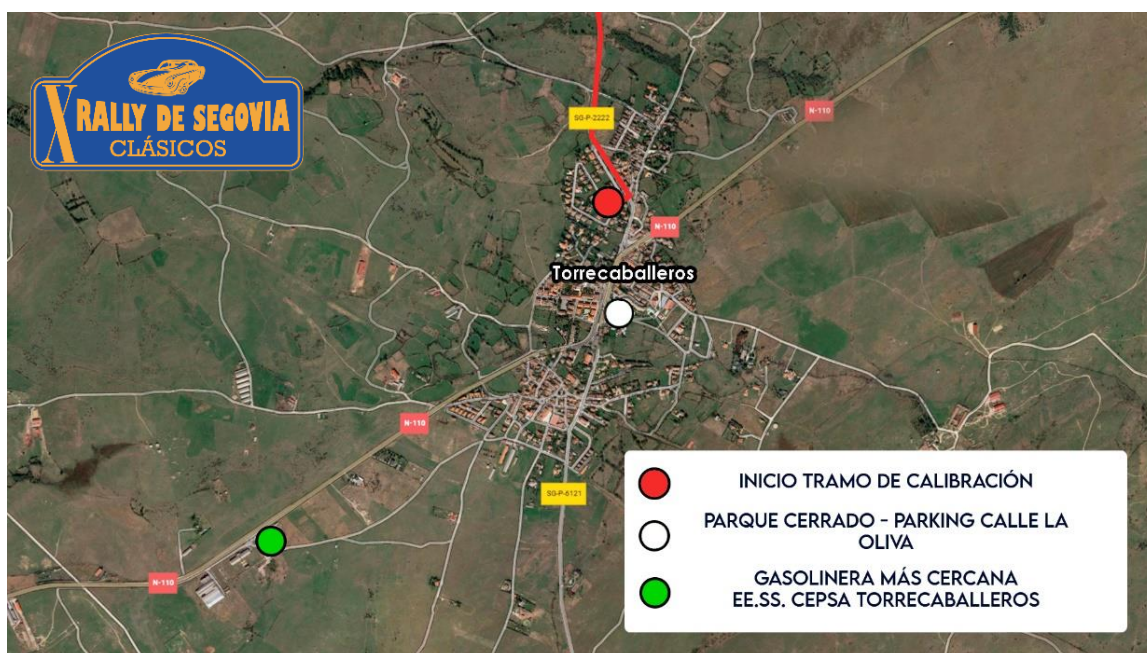 X RALLY DE SEGOVIA
CLÁSICOS
SG-P-2222
N-110
N-110
Torrecaballeros
N-110
SG-P-6121
N-110
INICIO TRAMO DE CALIBRACIÓN
PARQUE CERRADO - PARKING CALLE LA
OLIVA
GASOLINERA MÁS CERCANA
EE.SS. CEPSA TORRECABALLEROS